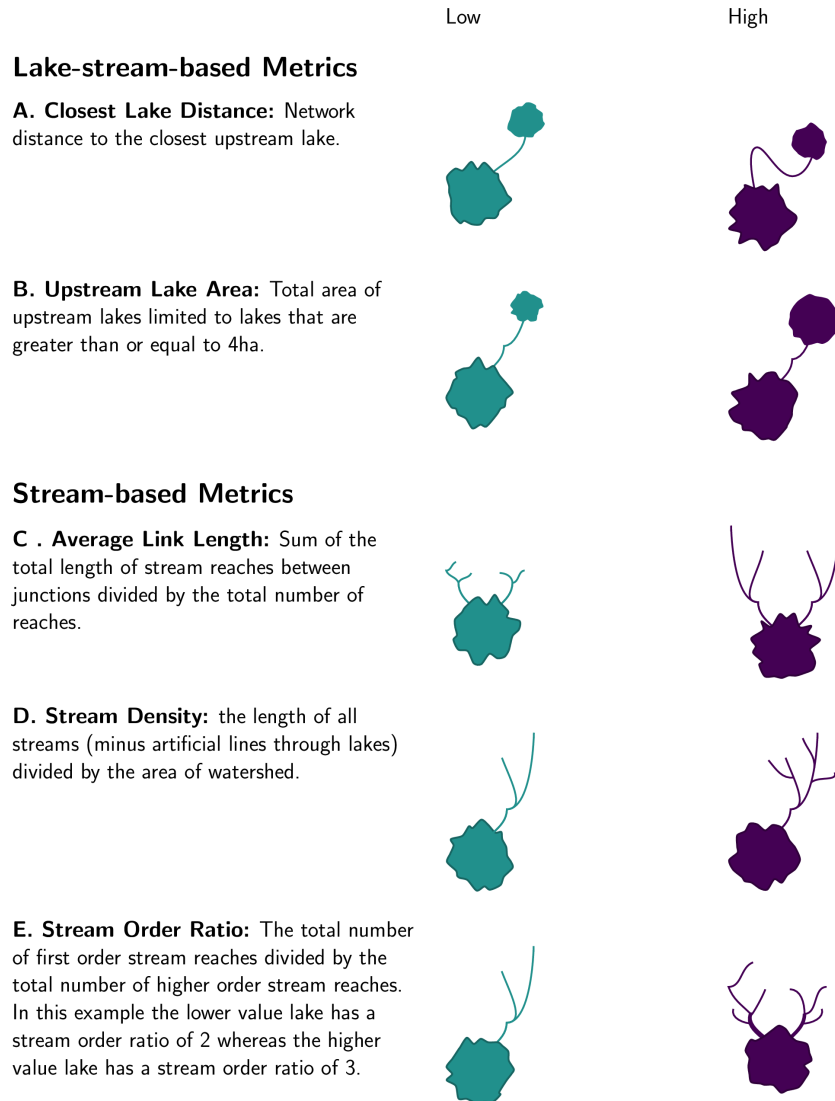 Low High
Lake-stream-based Metrics
A. Closest Lake Distance: Network
distance to the closest upstream lake.
B. Upstream Lake Area: Total area of
upstream lakes limited to lakes that are
greater than or equal to 4ha.
Stream-based Metrics
C . Average Link Length: Sum of the
total length of stream reaches between
junctions divided by the total number of
reaches.
D. Stream Density: the length of all
streams (minus artificial lines through lakes)
divided by the area of watershed.
E. Stream Order Ratio: The total number
of first order stream reaches divided by the
total number of higher order stream reaches.
In this example the lower value lake has a
stream order ratio of 2 whereas the higher
value lake has a stream order ratio of 3.